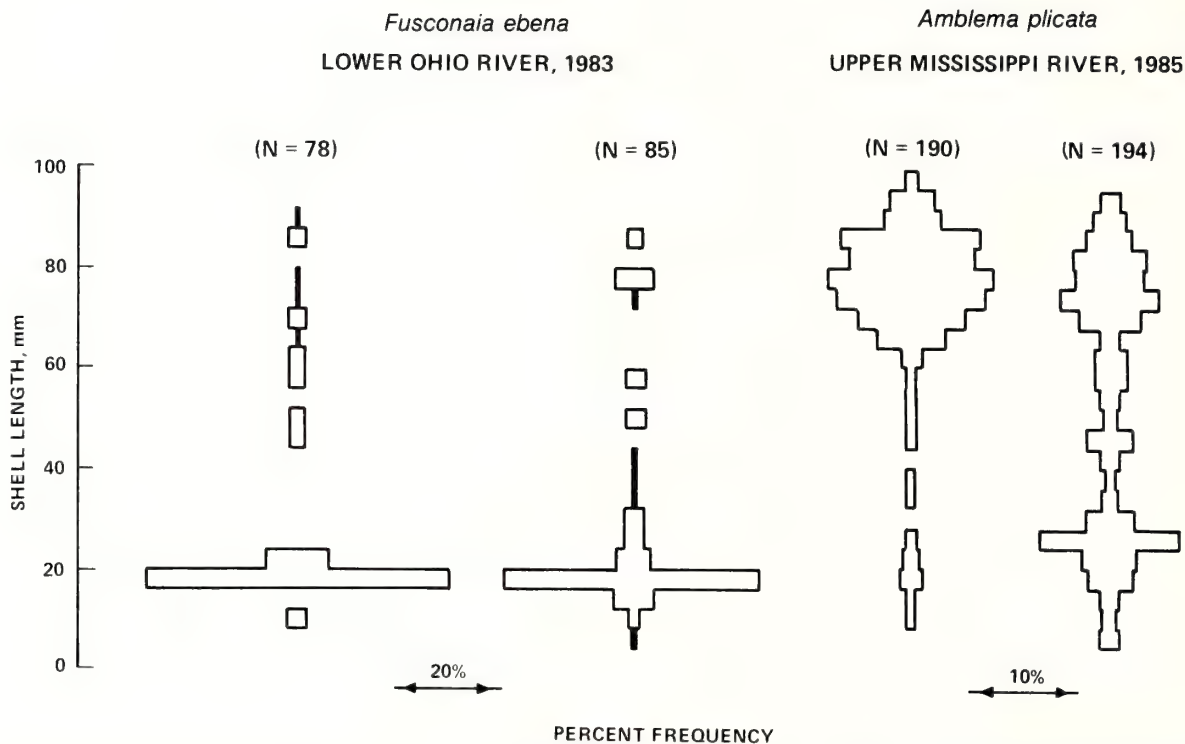 Fusconaia ebena
LOWER OHIO RIVER, 1983
Amblema plicata
UPPER MISSISSIPPI RIVER, 1985
(N = 78)
(N = 85)
(N = 190)
(N = 194)
100
80
60
40
20
0
SHELL LENGTH, mm
20%
10%
PERCENT FREQUENCY